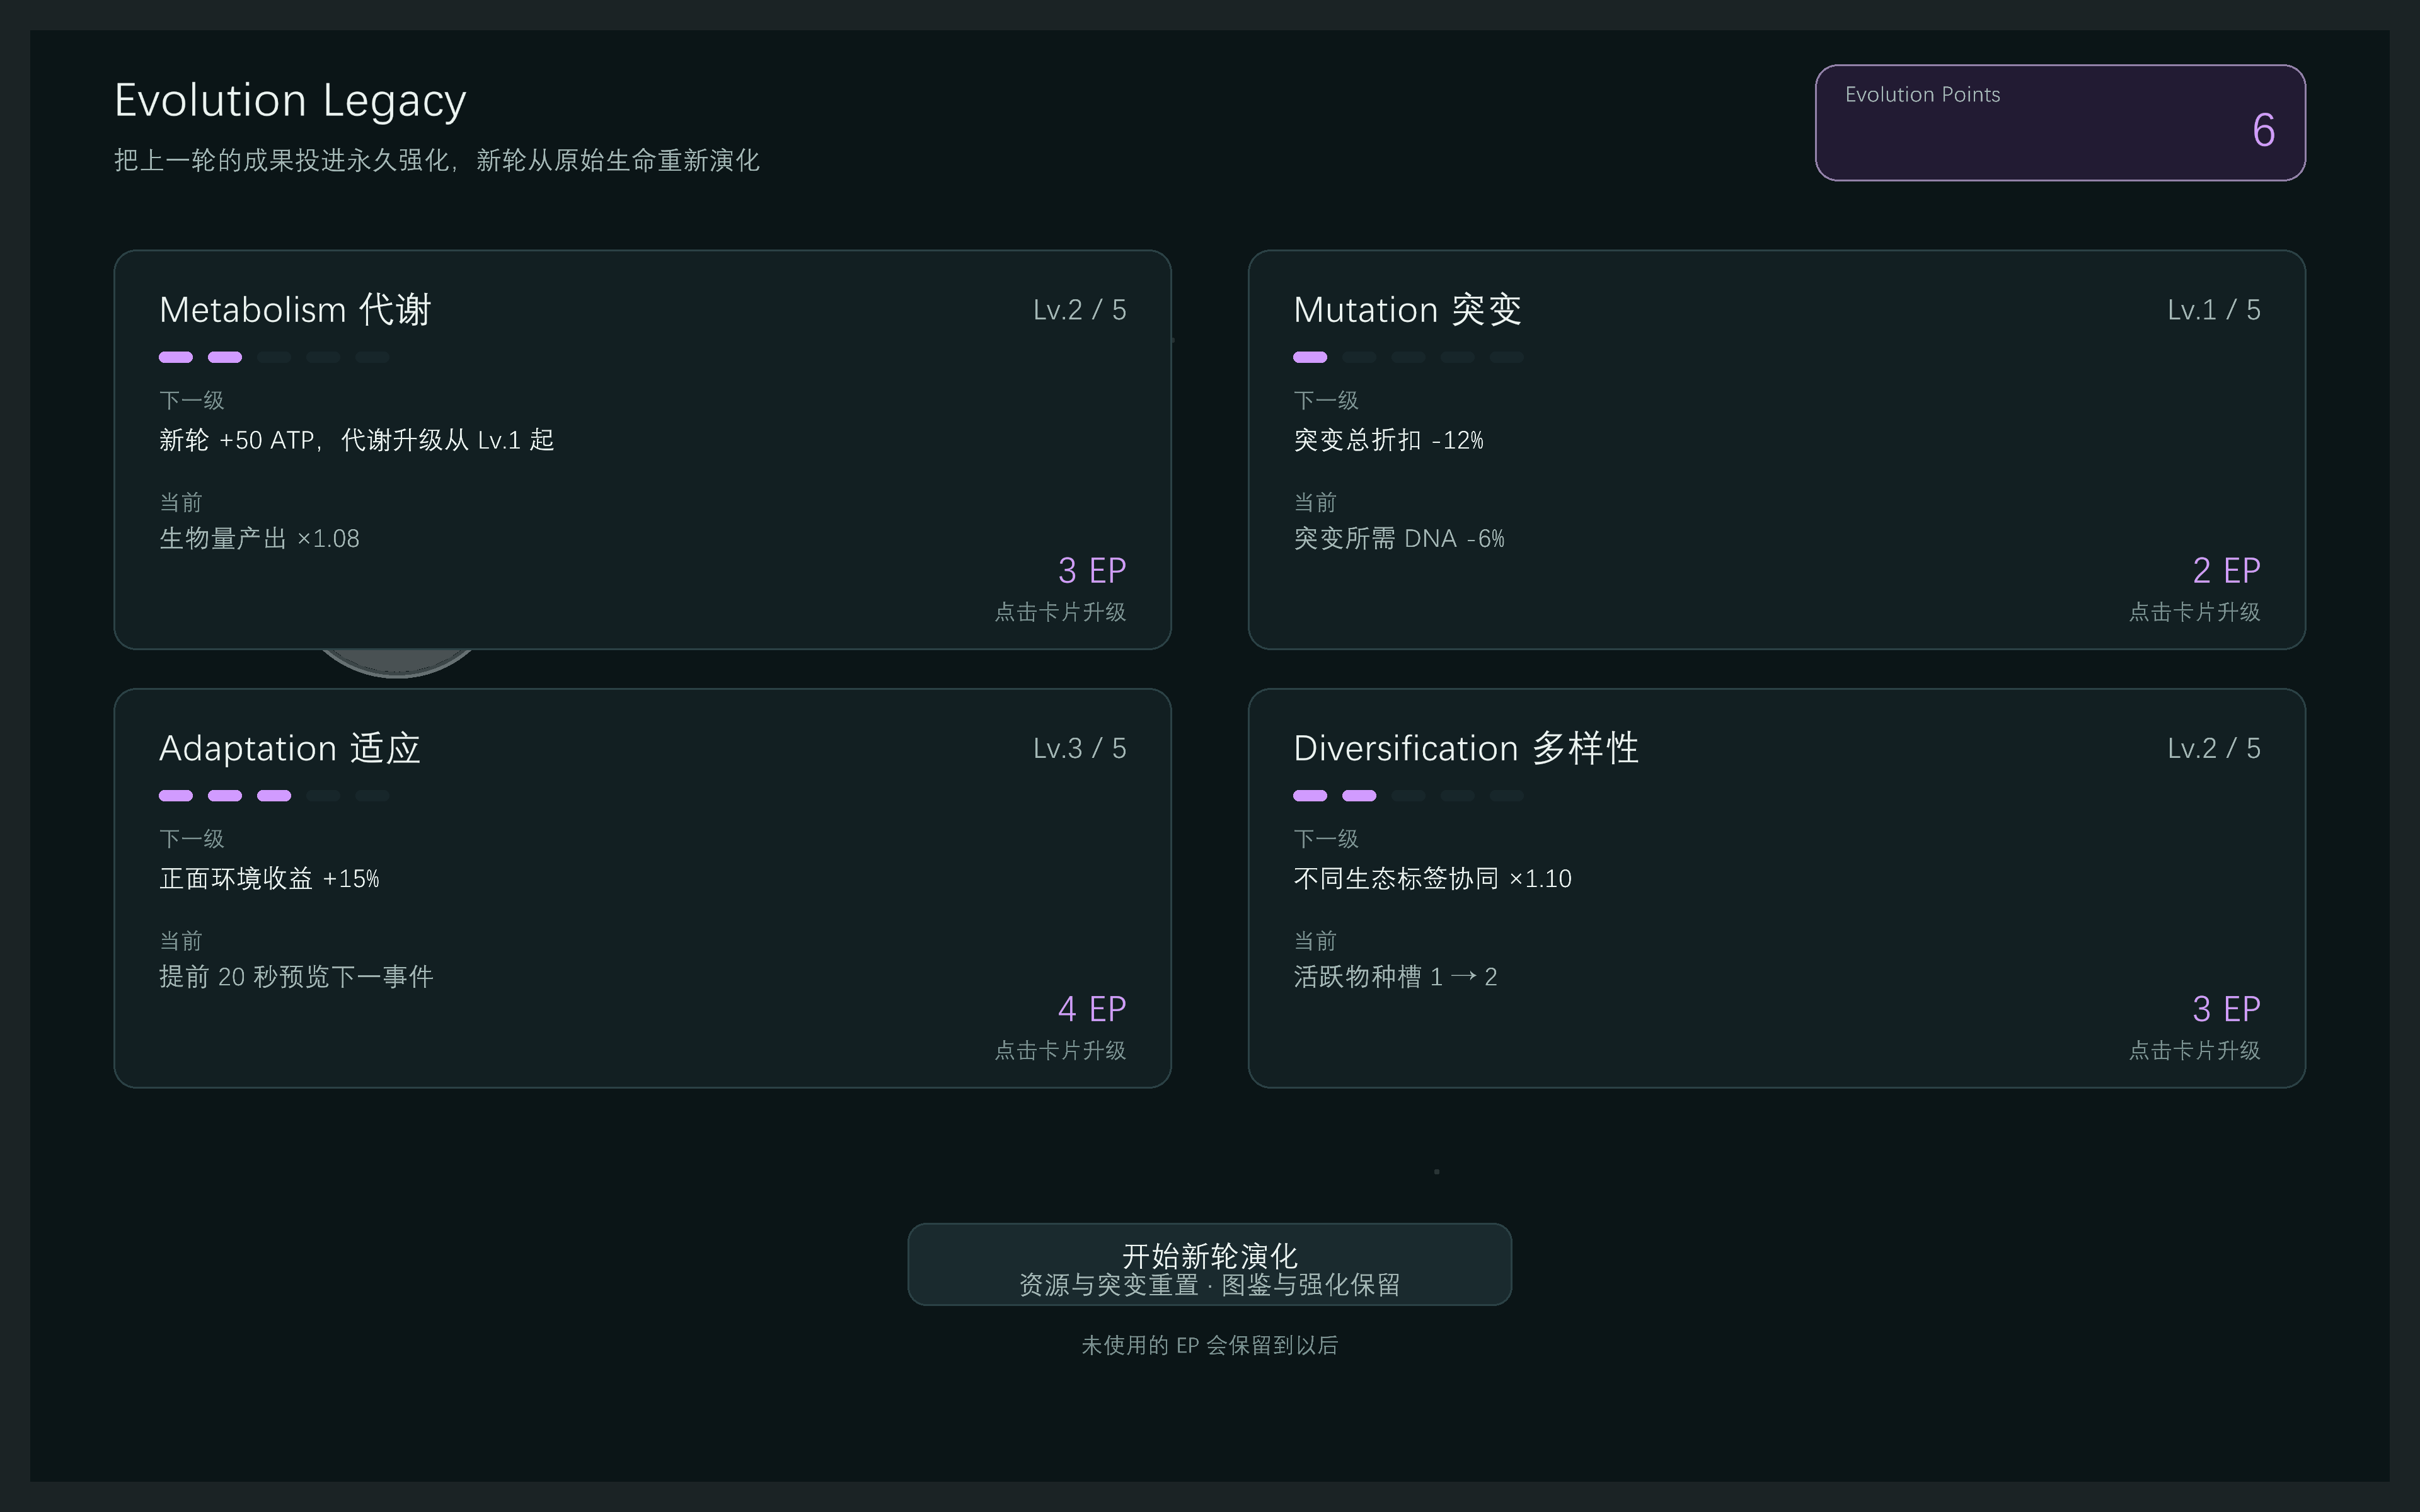 Evolution Legacy
把上一轮的成果投进永久强化，新轮从原始生命重新演化
Evolution Points
6
Metabolism 代谢
Lv.2 / 5
下一级
新轮 +50 ATP，代谢升级从 Lv.1 起
当前
生物量产出 ×1.08
3 EP
点击卡片升级
Mutation 突变
Lv.1 / 5
下一级
突变总折扣 -12%
当前
突变所需 DNA -6%
2 EP
点击卡片升级
Adaptation 适应
Lv.3 / 5
下一级
正面环境收益 +15%
当前
提前 20 秒预览下一事件
4 EP
点击卡片升级
Diversification 多样性
Lv.2 / 5
下一级
不同生态标签协同 ×1.10
当前
活跃物种槽 1 → 2
3 EP
点击卡片升级
开始新轮演化
资源与突变重置 · 图鉴与强化保留
未使用的 EP 会保留到以后